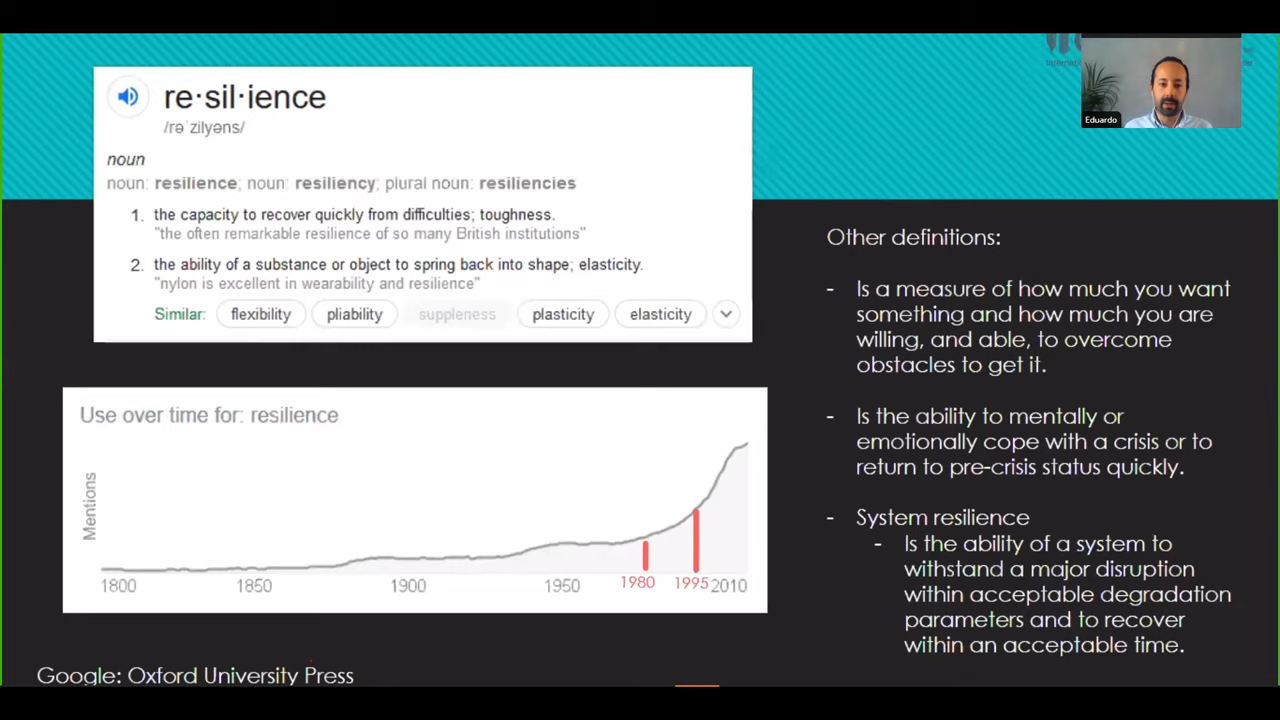 re·sil·ience
/rəˈzilyəns/
noun
noun: resilience; noun: resiliency; plural noun: resiliencies
1. the capacity to recover quickly from difficulties; toughness.
"the often remarkable resilience of so many British institutions"
2. the ability of a substance or object to spring back into shape; elasticity.
"nylon is excellent in wearability and resilience"
Similar: flexibility pliability suppleness plasticity elasticity
Use over time for: resilience
Mentions
1800 1850 1900 1950 1980 1995 2010
Google: Oxford University Press
Eduardo
Other definitions:
- Is a measure of how much you want
something and how much you are
willing, and able, to overcome
obstacles to get it.
- Is the ability to mentally or
emotionally cope with a crisis or to
return to pre-crisis status quickly.
- System resilience
- Is the ability of a system to
withstand a major disruption
within acceptable degradation
parameters and to recover
within an acceptable time.